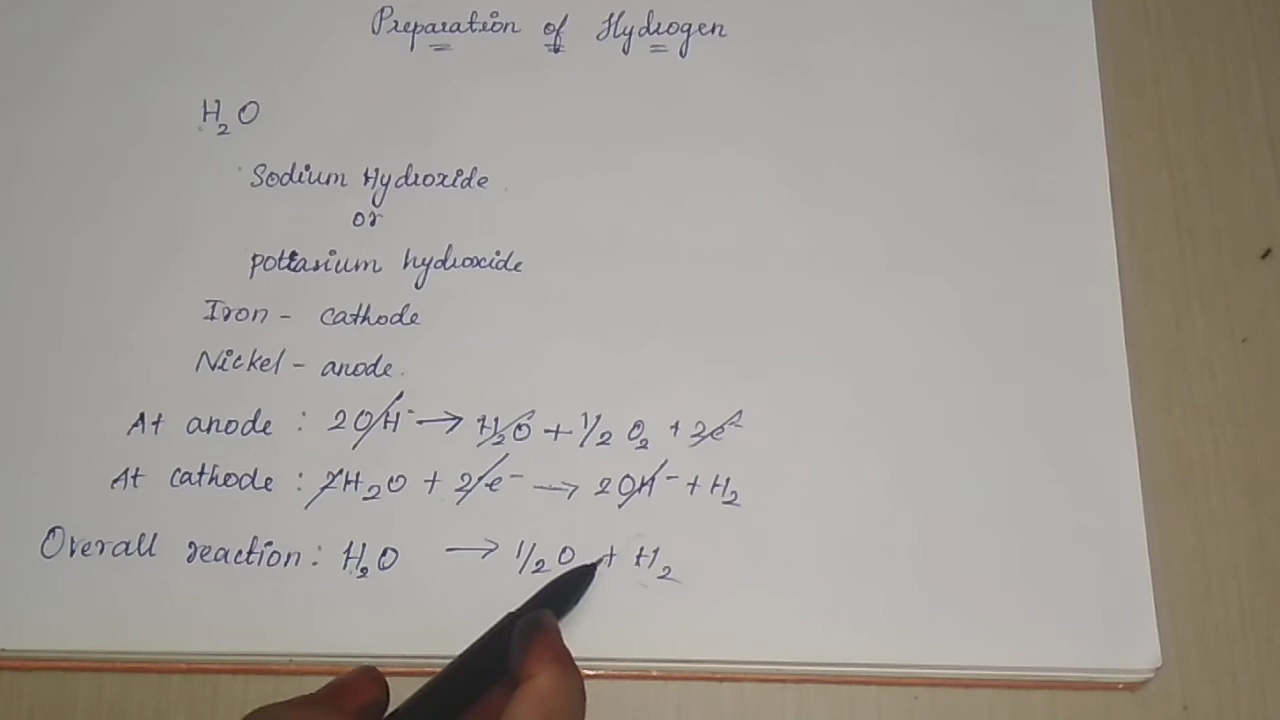 Preparation of Hydrogen
H₂O
Sodium Hydroxide
or
pottasium hydroxide
Iron - cathode
Nickel - anode.
At anode : 2OH⁻ → H₂O + 1/2 O₂ + 2e⁻
At cathode : 2H₂O + 2e⁻ → 2OH⁻ + H₂
Overall reaction : H₂O → 1/2O + H₂